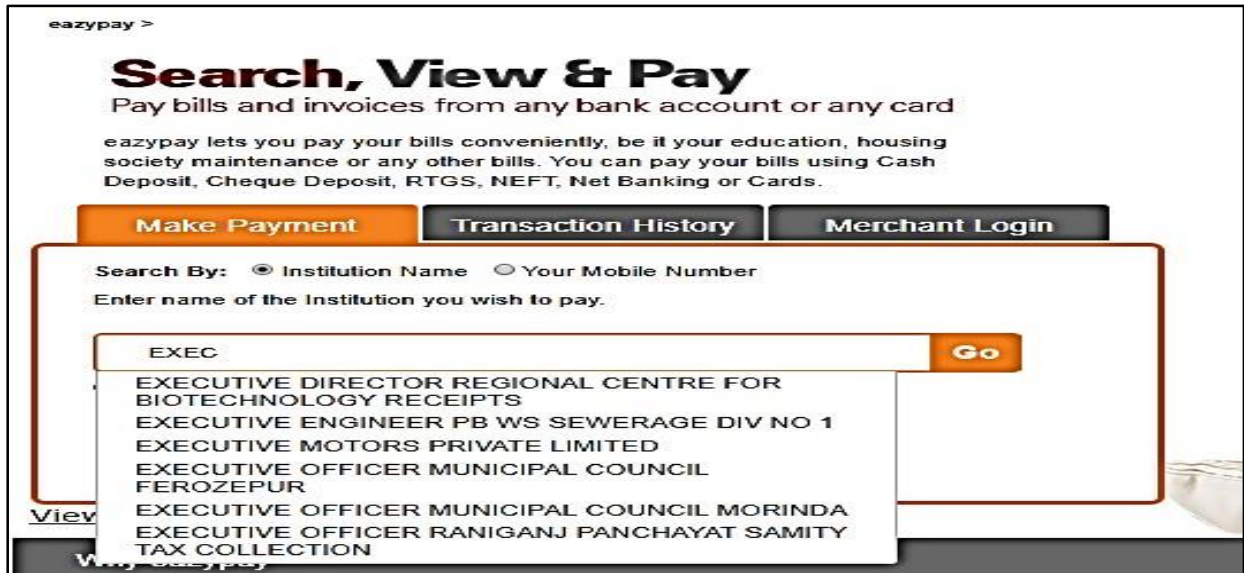 eazypay >
Search, View & Pay
Pay bills and invoices from any bank account or any card
eazypay lets you pay your bills conveniently, be it your education, housing
society maintenance or any other bills. You can pay your bills using Cash
Deposit, Cheque Deposit, RTGS, NEFT, Net Banking or Cards.
Make Payment Transaction History Merchant Login
Search By: Institution Name Your Mobile Number
Enter name of the Institution you wish to pay.
EXEC Go
EXECUTIVE DIRECTOR REGIONAL CENTRE FOR
BIOTECHNOLOGY RECEIPTS
EXECUTIVE ENGINEER PB WS SEWERAGE DIV NO 1
EXECUTIVE MOTORS PRIVATE LIMITED
EXECUTIVE OFFICER MUNICIPAL COUNCIL
FEROZEPUR
EXECUTIVE OFFICER MUNICIPAL COUNCIL MORINDA
View
EXECUTIVE OFFICER RANIGANJ PANCHAYAT SAMITY
TAX COLLECTION
Why eazypay